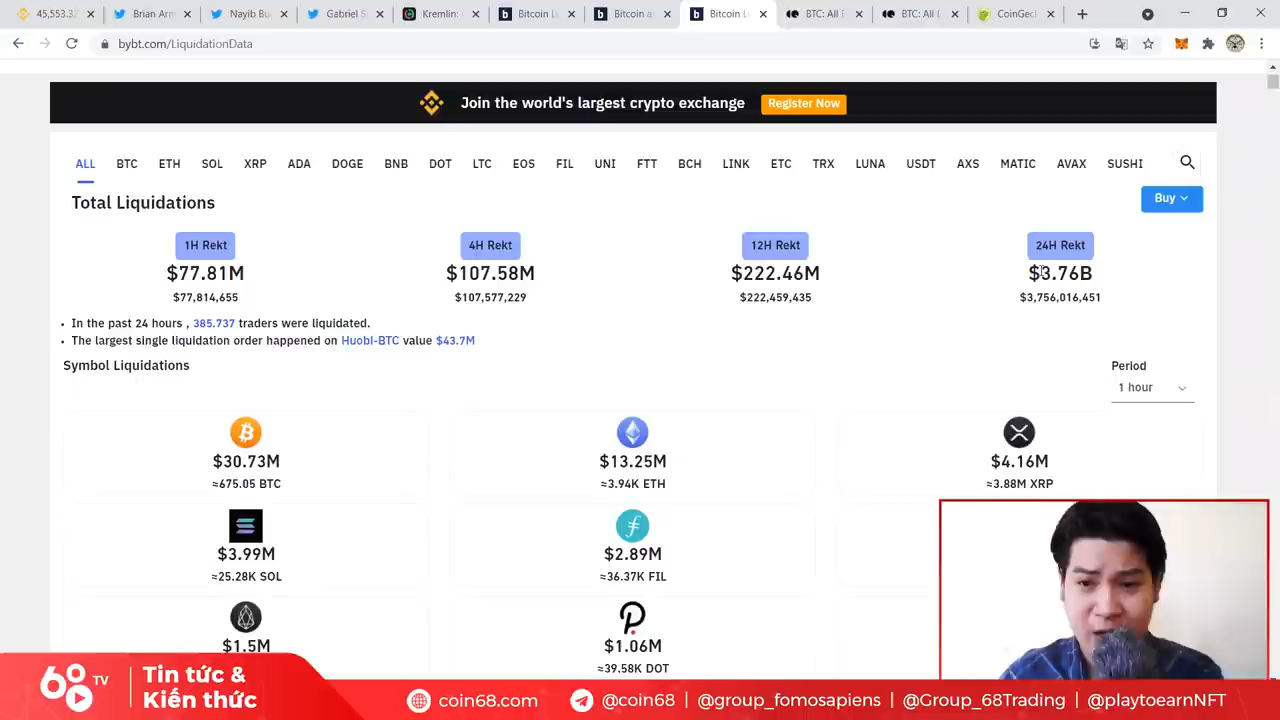 45,553.32
Brian Arm
Nayib Bu
Gabriel S
Kremlin:
Bitcoin L
Bitcoin a
Bitcoin L
BTC: All E
BTC: All E
CoinGec
bybt.com/LiquidationData
Join the world's largest crypto exchange
Register Now
ALL BTC ETH SOL XRP ADA DOGE BNB DOT LTC EOS FIL UNI FTT BCH LINK ETC TRX LUNA USDT AXS MATIC AVAX SUSHI
Total Liquidations
Buy
1H Rekt 4H Rekt 12H Rekt 24H Rekt
$77.81M $107.58M $222.46M $3.76B
$77,814,655 $107,577,229 $222,459,435 $3,756,016,451
In the past 24 hours , 385.737 traders were liquidated.
The largest single liquidation order happened on Huobi-BTC value $43.7M
Symbol Liquidations
Period
1 hour
$30.73M $13.25M $4.16M
≈675.05 BTC ≈3.94K ETH ≈3.88M XRP
$3.99M $2.89M
≈25.28K SOL ≈36.37K FIL
$1.5M $1.06M
≈39.58K DOT
68 TV
Tin tức &
Kiến thức
coin68.com
@coin68 | @group_fomosapiens | @Group_68Trading | @playtoearnNFT